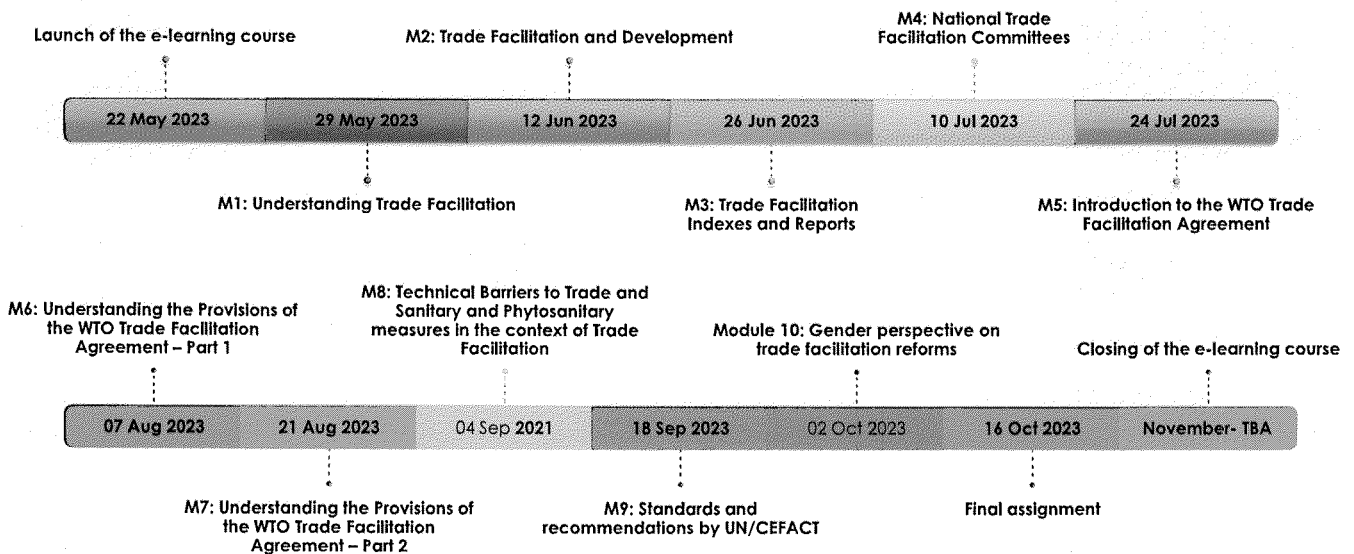 Launch of the e-learning course
M2: Trade Facilitation and Development
M4: National Trade
Facilitation Committees
22 May 2023
29 May 2023
12 Jun 2023
26 Jun 2023
10 Jul 2023
24 Jul 2023
M1: Understanding Trade Facilitation
M3: Trade Facilitation
Indexes and Reports
M5: Introduction to the WTO Trade
Facilitation Agreement
M6: Understanding the Provisions of
the WTO Trade Facilitation
Agreement – Part 1
M8: Technical Barriers to Trade and
Sanitary and Phytosanitary
measures in the context of Trade
Facilitation
Module 10: Gender perspective on
trade facilitation reforms
Closing of the e-learning course
07 Aug 2023
21 Aug 2023
04 Sep 2021
18 Sep 2023
02 Oct 2023
16 Oct 2023
November- TBA
M7: Understanding the Provisions of
the WTO Trade Facilitation
Agreement – Part 2
M9: Standards and
recommendations by UN/CEFACT
Final assignment